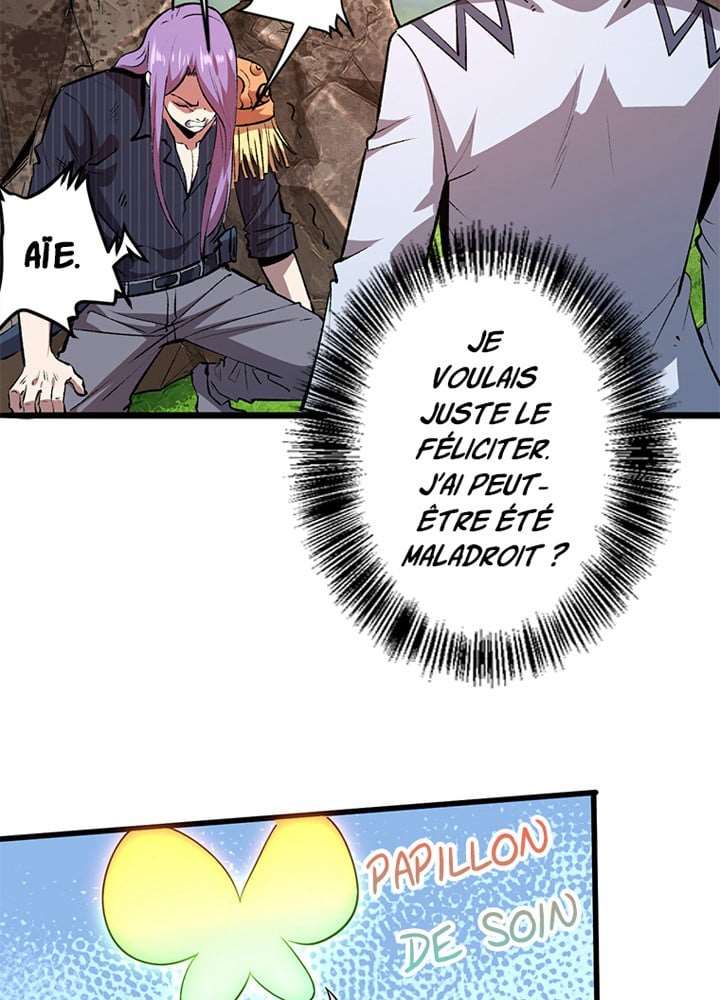 AÏE.
JE
VOULAIS
JUSTE LE
FÉLICITER.
J'AI PEUT-
ÊTRE ÉTÉ
MALADROIT ?
PAPILLON
DE SOIN